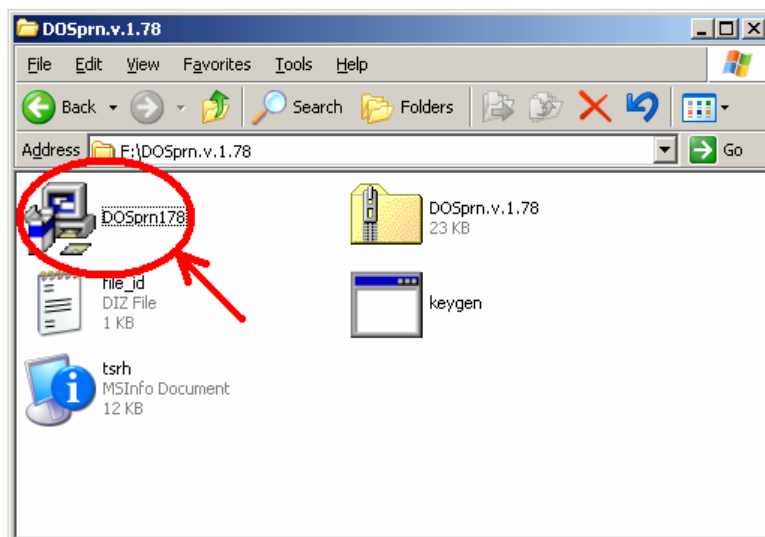 DOSprn.v.1.78
File Edit View Favorites Tools Help
Back Search Folders
Address E:\DOSprn.v.1.78 Go
DOSprn178
DOSprn.v.1.78
23 KB
file_id
DIZ File
1 KB
keygen
tsrh
MSInfo Document
12 KB